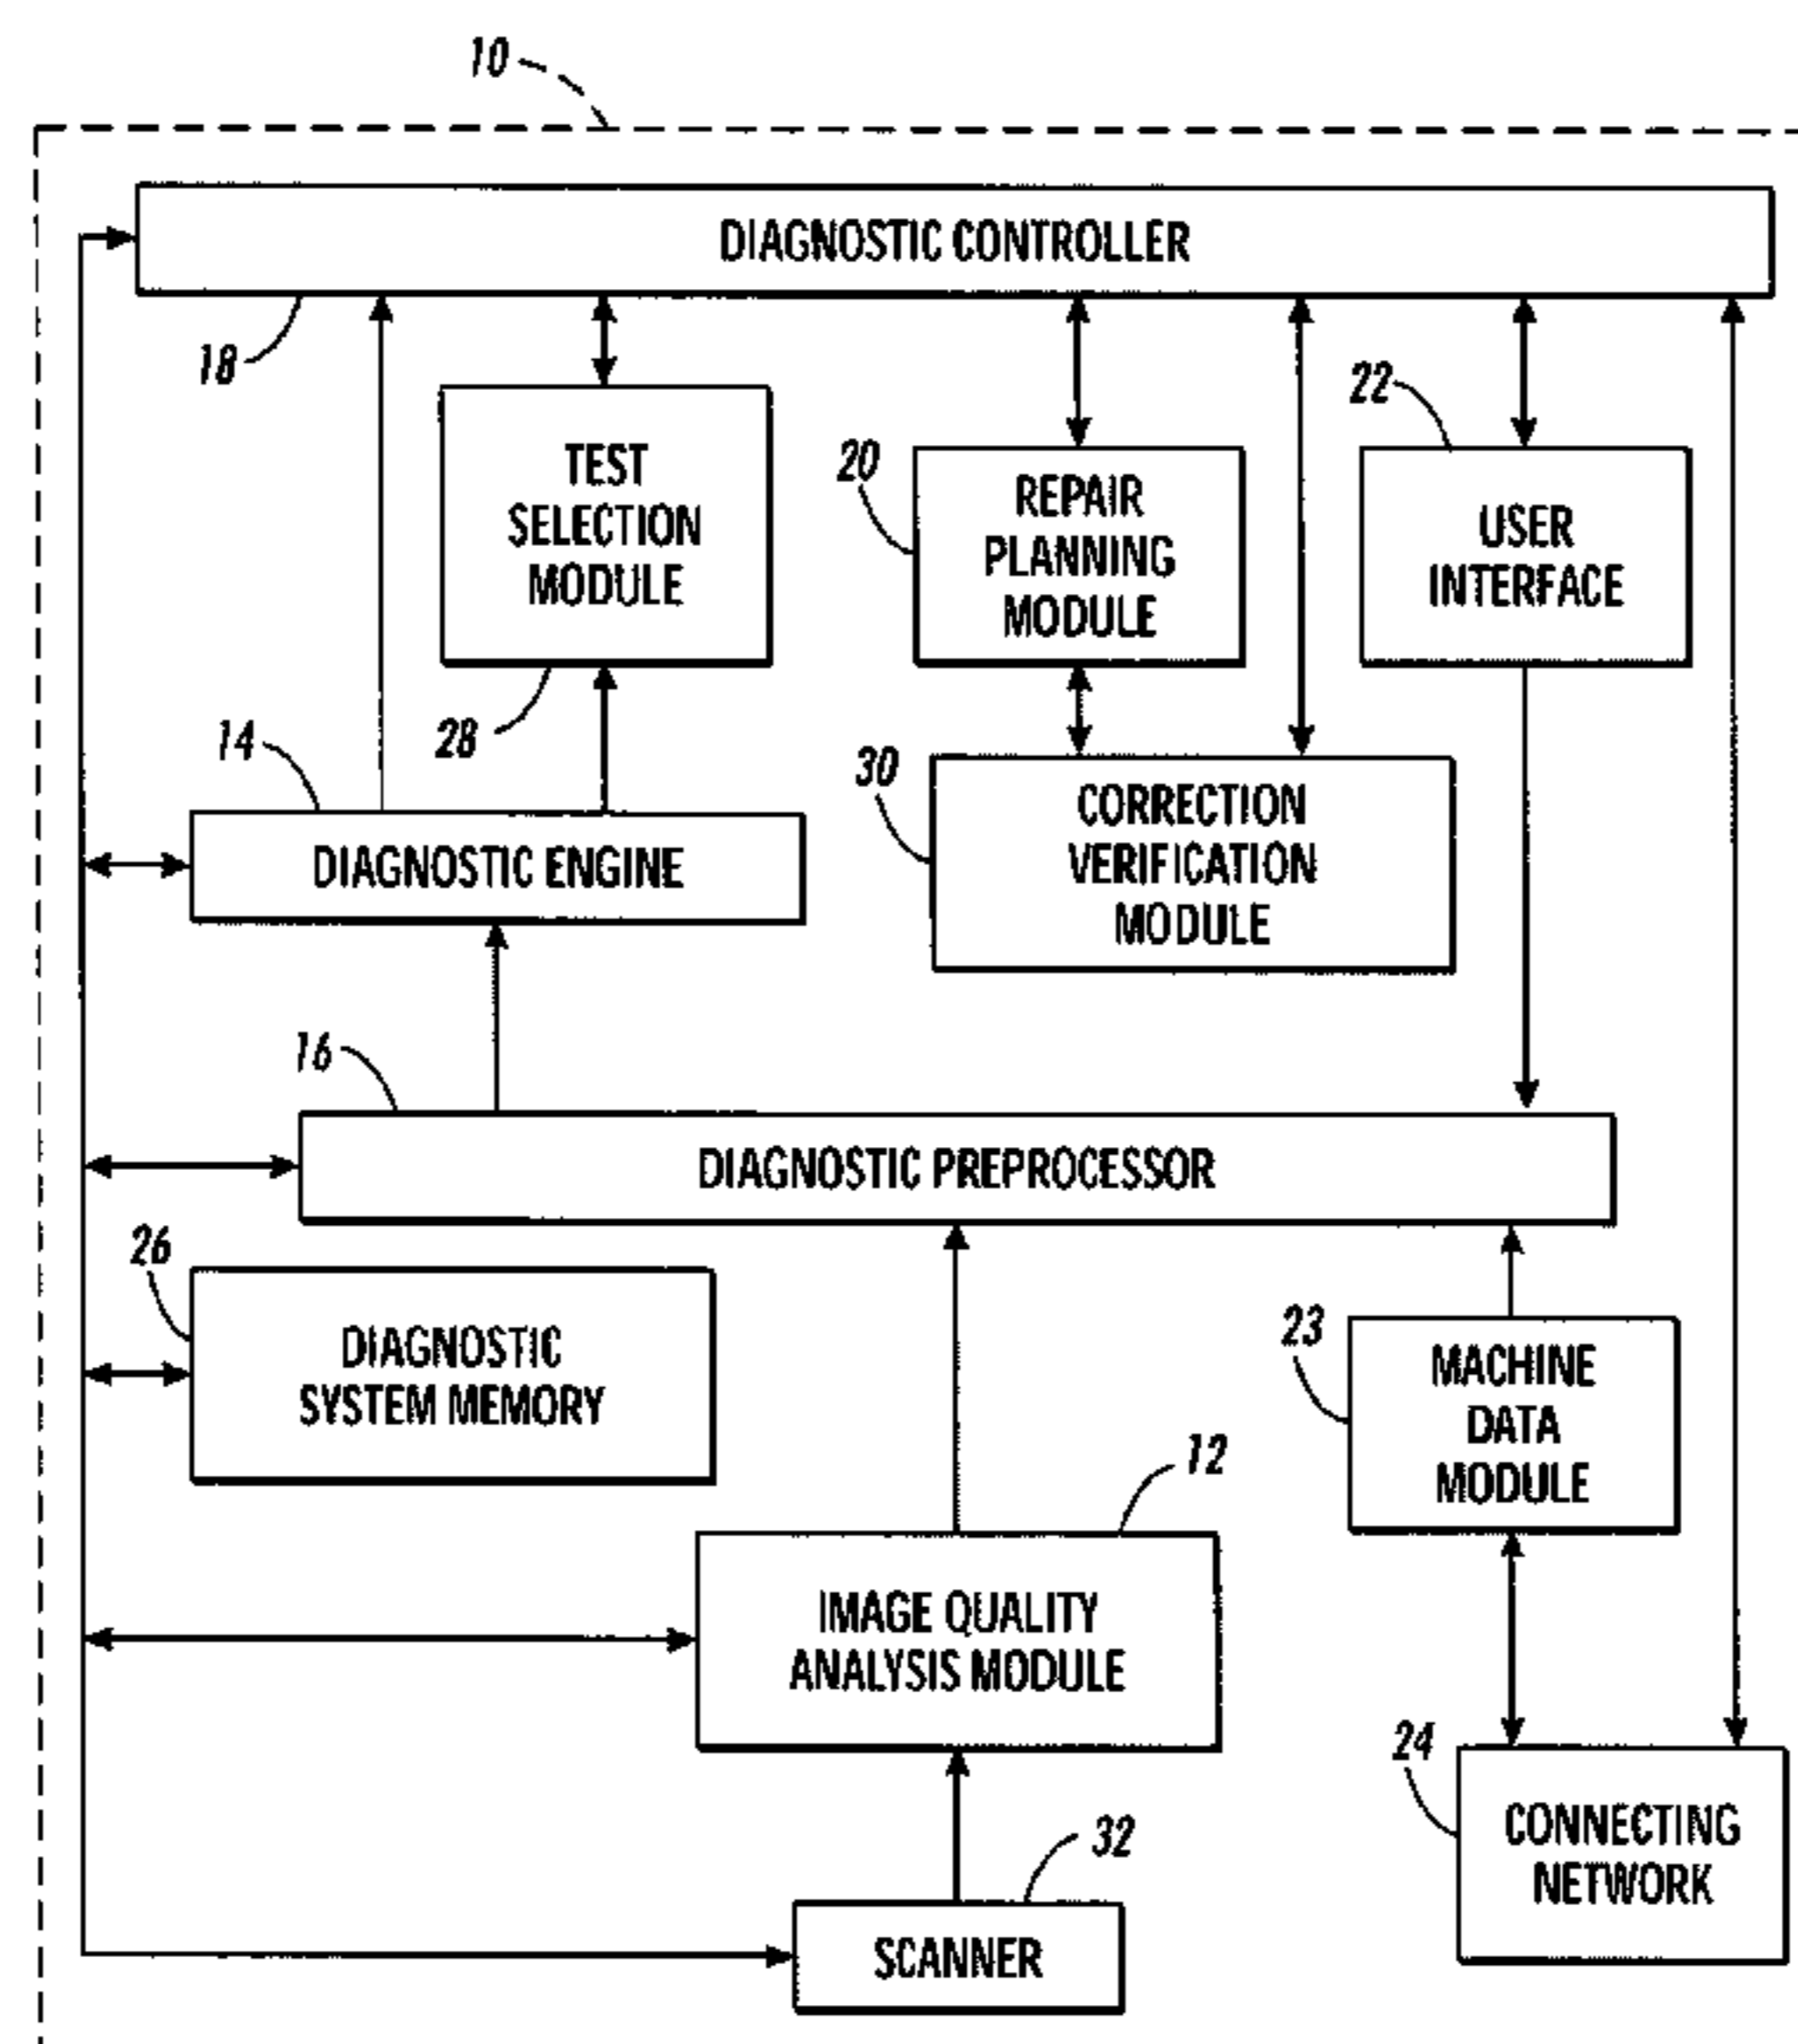 10
DIAGNOSTIC CONTROLLER
18
TEST
SELECTION
MODULE
28
20
REPAIR
PLANNING
MODULE
22
USER
INTERFACE
14
DIAGNOSTIC ENGINE
30
CORRECTION
VERIFICATION
MODULE
16
DIAGNOSTIC PREPROCESSOR
26
DIAGNOSTIC
SYSTEM MEMORY
23
MACHINE
DATA
MODULE
12
IMAGE QUALITY
ANALYSIS MODULE
24
CONNECTING
NETWORK
32
SCANNER